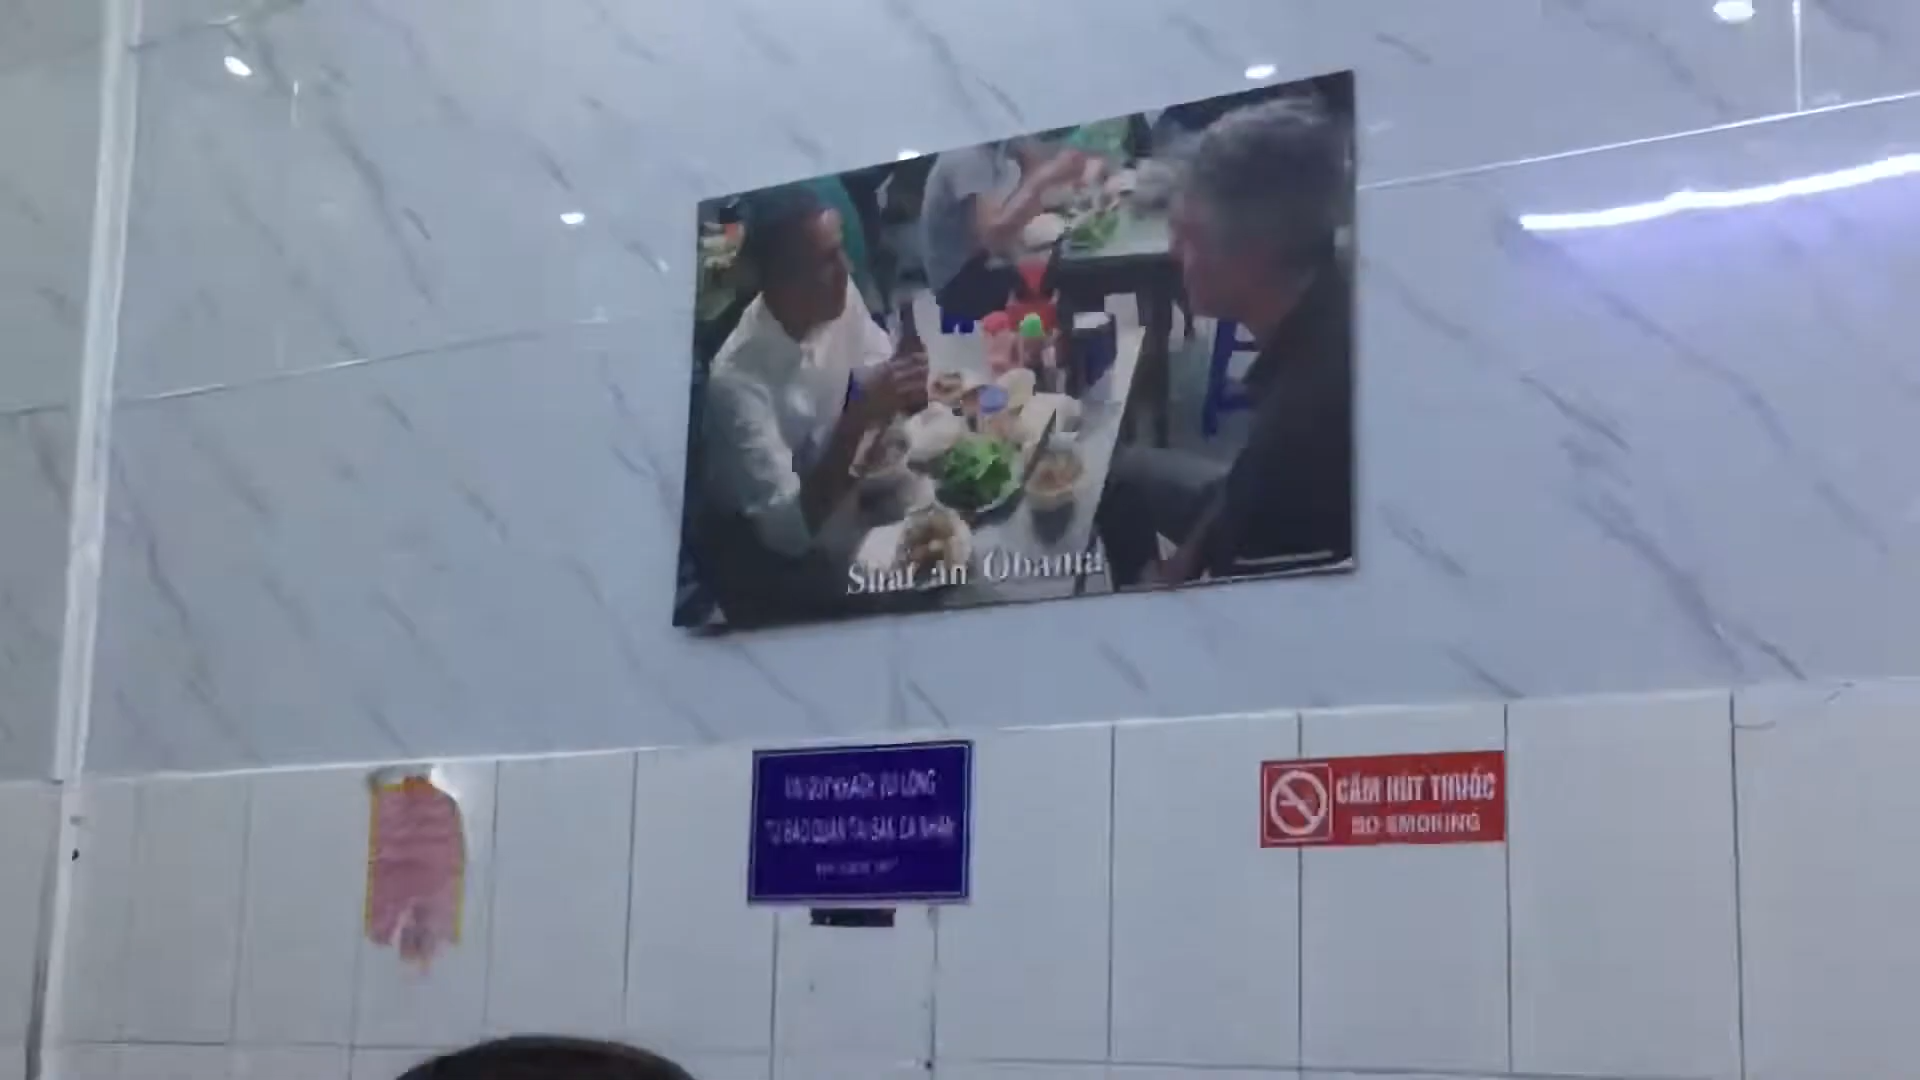 Suất ăn Obama
XIN QUÝ KHÁCH VUI LÒNG
TỰ BẢO QUẢN TÀI SẢN CÁ NHÂN
CẤM HÚT THUỐC
NO SMOKING